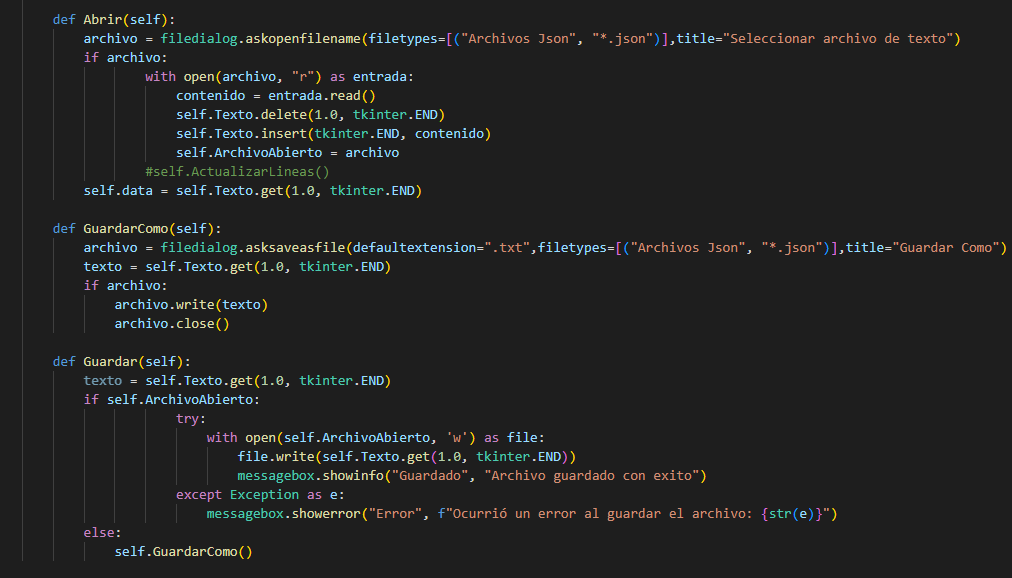 def Abrir(self):
archivo = filedialog.askopenfilename(filetypes=[("Archivos Json", "*.json")],title="Seleccionar archivo de texto")
if archivo:
with open(archivo, "r") as entrada:
contenido = entrada.read()
self.Texto.delete(1.0, tkinter.END)
self.Texto.insert(tkinter.END, contenido)
self.ArchivoAbierto = archivo
#self.ActualizarLineas()
self.data = self.Texto.get(1.0, tkinter.END)
def GuardarComo(self):
archivo = filedialog.asksaveasfile(defaultextension=".txt",filetypes=[("Archivos Json", "*.json")],title="Guardar Como")
texto = self.Texto.get(1.0, tkinter.END)
if archivo:
archivo.write(texto)
archivo.close()
def Guardar(self):
texto = self.Texto.get(1.0, tkinter.END)
if self.ArchivoAbierto:
try:
with open(self.ArchivoAbierto, 'w') as file:
file.write(self.Texto.get(1.0, tkinter.END))
messagebox.showinfo("Guardado", "Archivo guardado con exito")
except Exception as e:
messagebox.showerror("Error", f"Ocurrió un error al guardar el archivo: {str(e)}")
else:
self.GuardarComo()